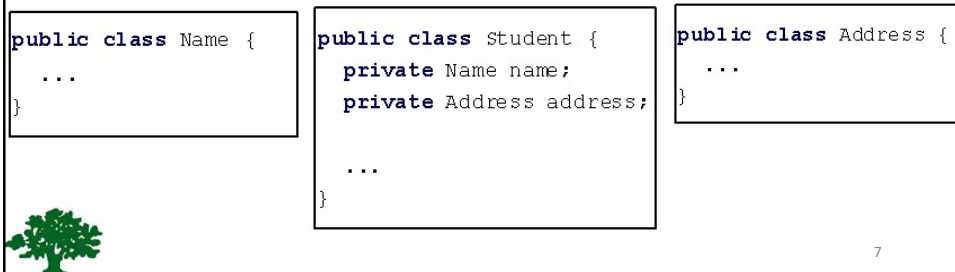 public class Name {
...
}
public class Student {
private Name name;
private Address address;
...
}
public class Address {
...
}
7